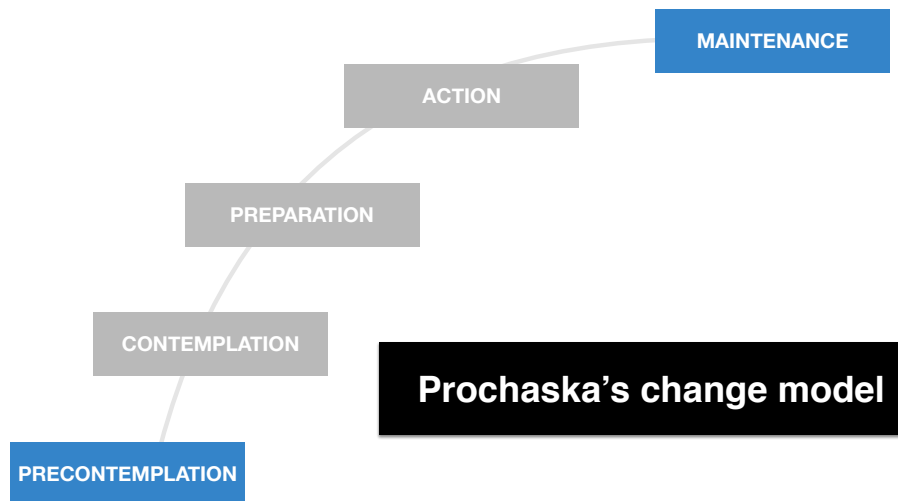 MAINTENANCE
ACTION
PREPARATION
CONTEMPLATION
Prochaska’s change model
PRECONTEMPLATION